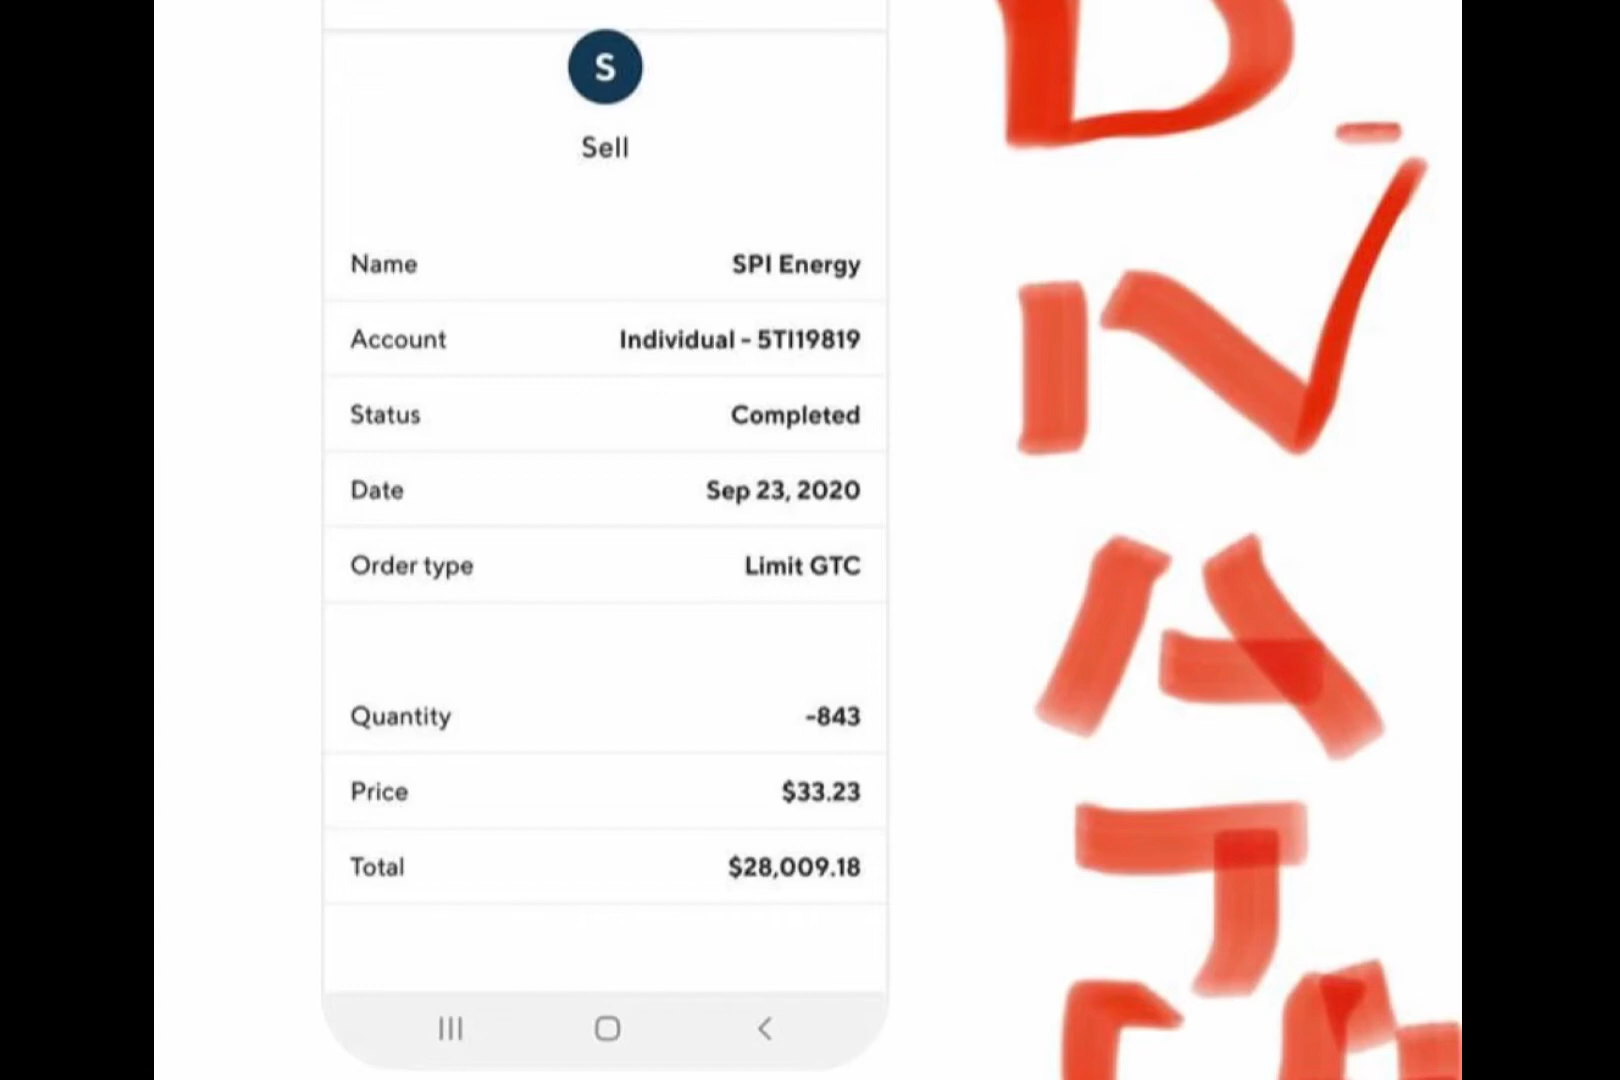 S
Sell
Name SPI Energy
Account Individual - 5TI19819
Status Completed
Date Sep 23, 2020
Order type Limit GTC
Quantity -843
Price $33.23
Total $28,009.18